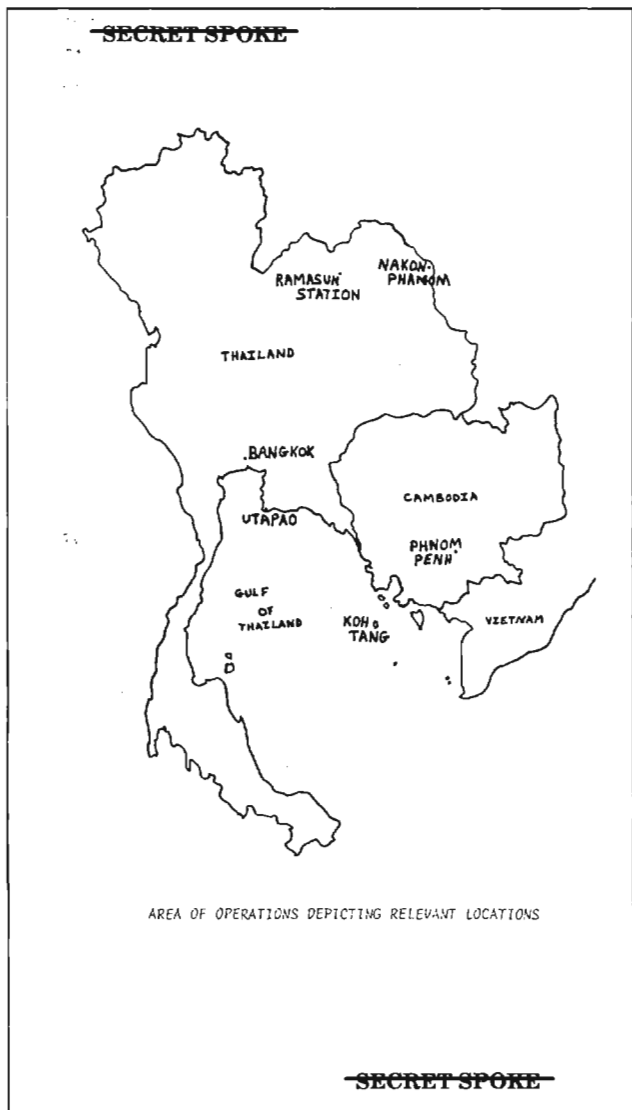 SECRET SPOKE
RAMASUN
STATION
NAKON
PHANOM
THAILAND
BANGKOK
CAMBODIA
UTAPAO
PHNOM
PENH
GULF
OF
THAILAND
KOH
TANG
VIETNAM
AREA OF OPERATIONS DEPICTING RELEVANT LOCATIONS
SECRET SPOKE